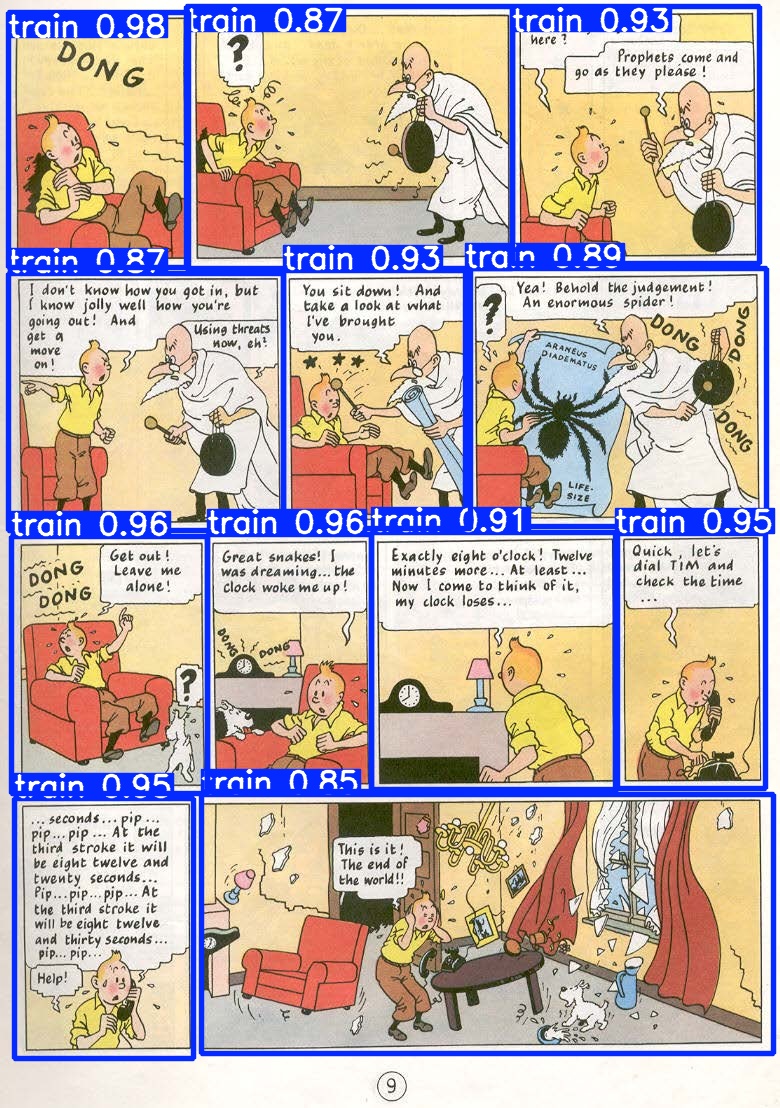 train 0.98
DONG
train 0.87
?
train 0.93
here?
Prophets come and
go as they please!
train 0.87
I don't know how you got in, but
I know jolly well how you're
going out! And
get a
move
on!
Using threats
now, eh?
train 0.93
You sit down! And
take a look at what
I've brought
you.
train 0.89
Yea! Behold the judgement!
An enormous spider!
?
ARANEUS
DIADEMATUS
LIFE-
SIZE
DONG
DONG
DONG
train 0.96
DONG
DONG
Get out!
Leave me
alone!
?
train 0.96
Great snakes! I
was dreaming...the
clock woke me up!
DONG
DONG
train 0.91
Exactly eight o'clock! Twelve
minutes more... At least...
Now I come to think of it,
my clock loses...
train 0.95
Quick, let's
dial TIM and
check the time
...
train 0.95
...seconds...pip...
pip...pip... At the
third stroke it will
be eight twelve and
twenty seconds...
Pip...pip...pip... At
the third stroke it
will be eight twelve
and thirty seconds...
pip...pip...
Help!
train 0.85
This is it!
The end of
the world!!
9